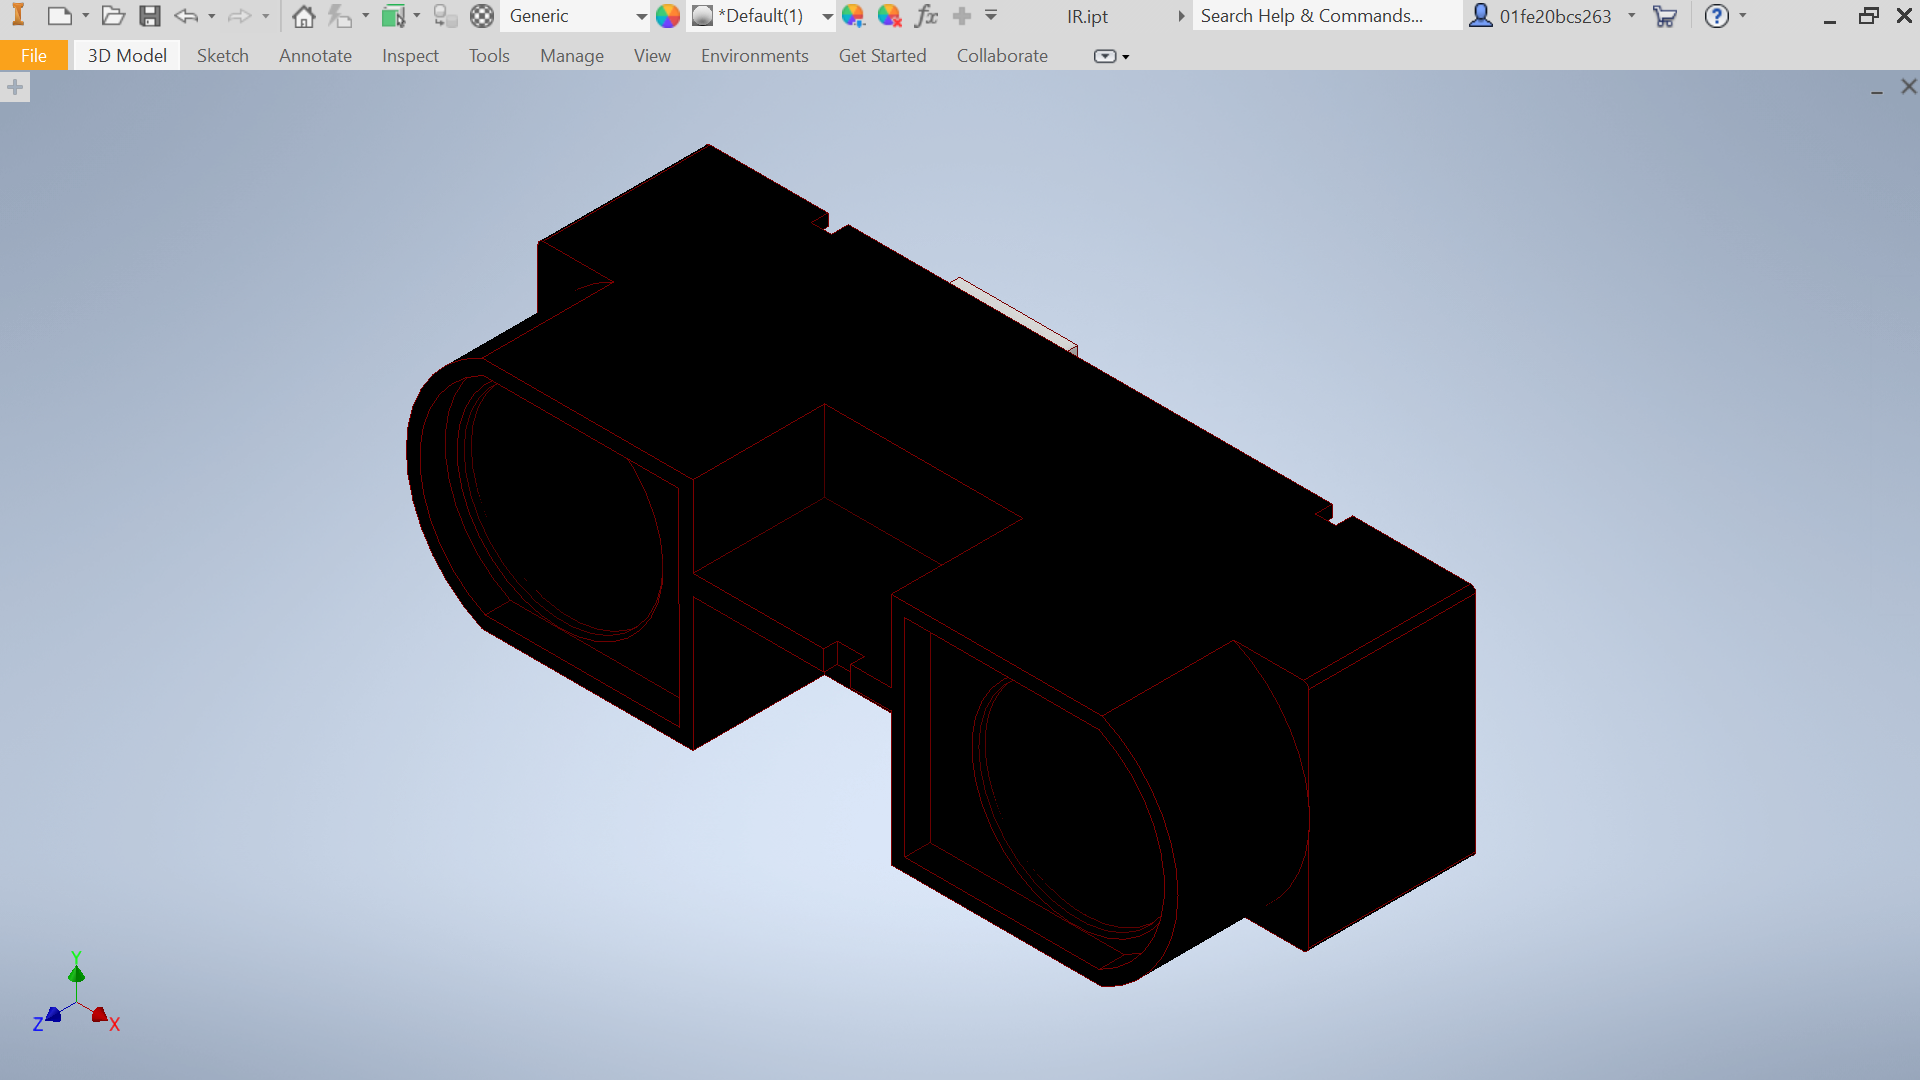 Generic
*Default(1)
fx
IR.ipt
Search Help & Commands...
01fe20bcs263
?
File
3D Model
Sketch
Annotate
Inspect
Tools
Manage
View
Environments
Get Started
Collaborate
Y
Z
X